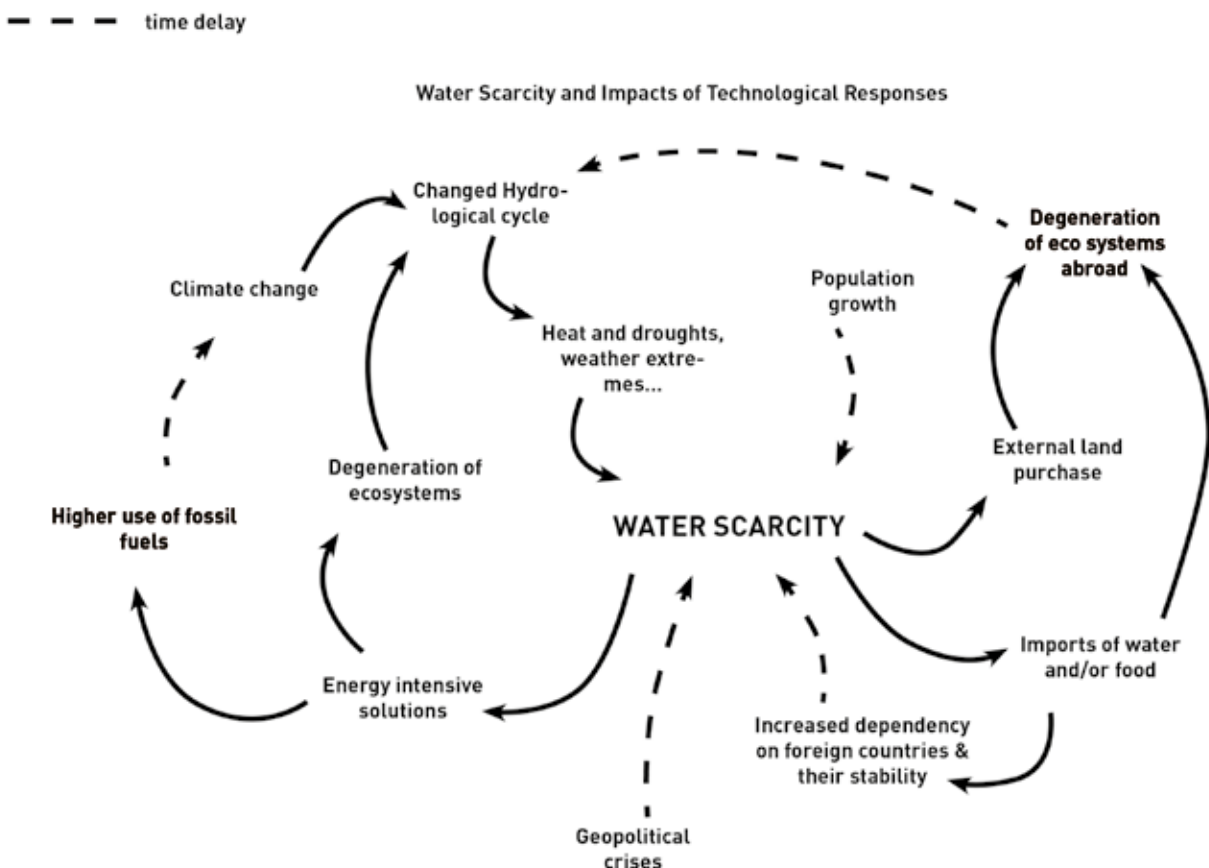 time delay
Water Scarcity and Impacts of Technological Responses
Changed Hydro-
logical cycle
Degeneration
of eco systems
abroad
Climate change
Population
growth
Heat and droughts,
weather extre-
mes...
External land
purchase
Degeneration of
ecosystems
Higher use of fossil
fuels
WATER SCARCITY
Imports of water
and/or food
Energy intensive
solutions
Increased dependency
on foreign countries &
their stability
Geopolitical
crises